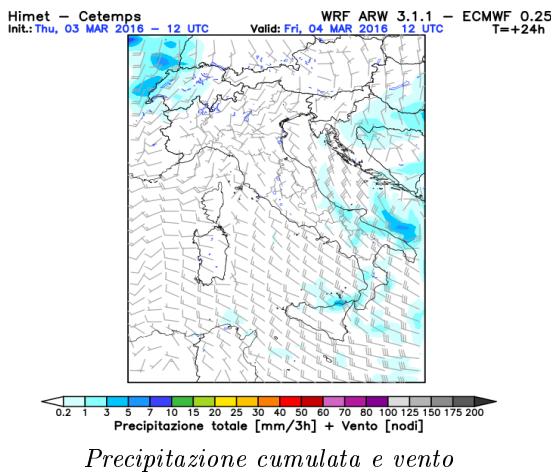 Himet – Cetemps WRF ARW 3.1.1 – ECMWF 0.25
Init.: Thu, 03 MAR 2016 – 12 UTC Valid: Fri, 04 MAR 2016 12 UTC T=+24h
0.2 1 3 5 7 10 15 20 25 30 40 50 60 70 80 100 125 150 175 200
Precipitazione totale [mm/3h] + Vento [nodi]
Precipitazione cumulata e vento